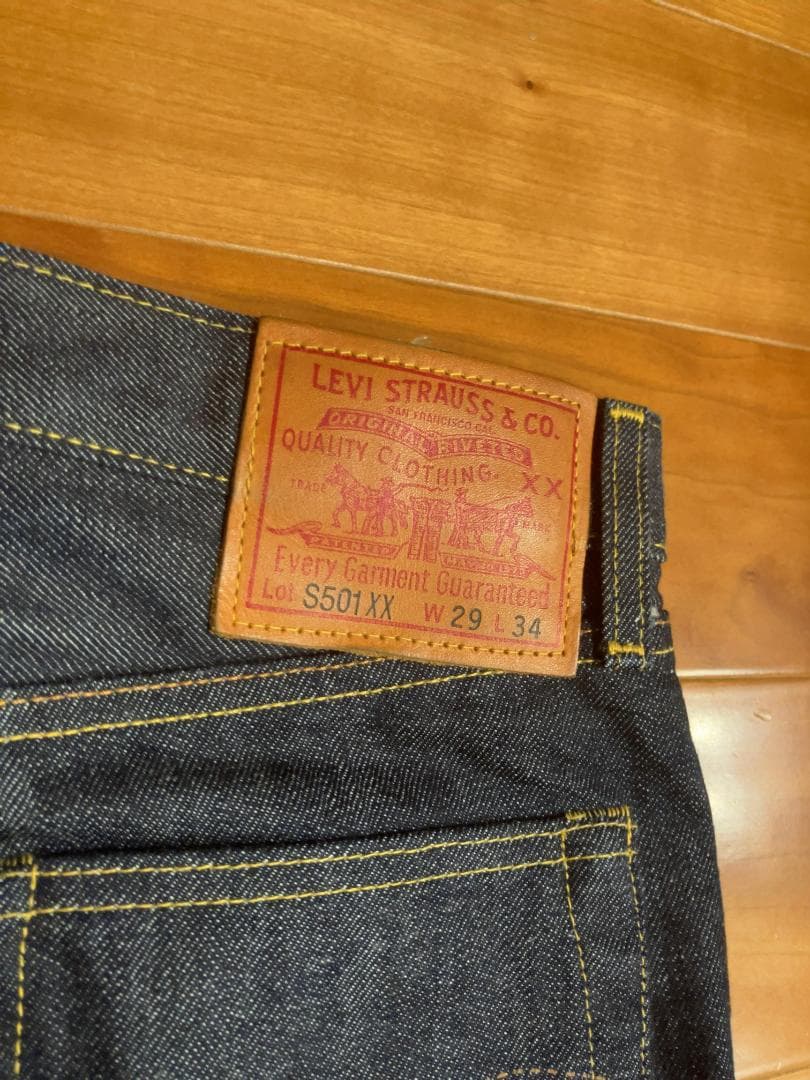 LEVI STRAUSS & CO.
SAN FRANCISCO CAL
ORIGINAL RIVETED
QUALITY CLOTHING.
XX
TRADE MARK
PATENTED
Every Garment Guaranteed
Lot S501XX W 29 L 34